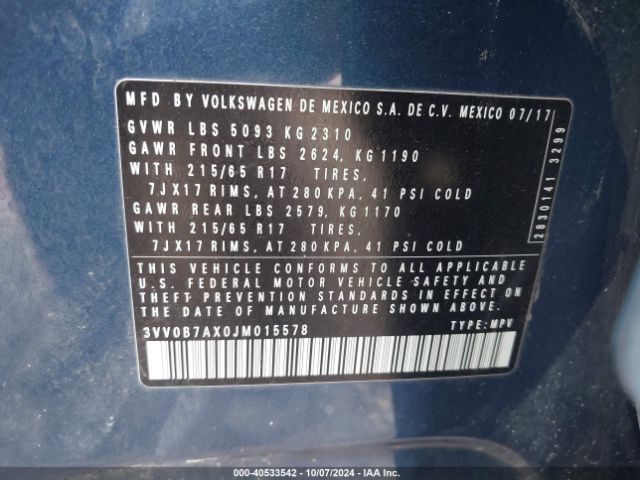 MFD BY VOLKSWAGEN DE MEXICO S.A. DE C.V. MEXICO 07/17
GVWR LBS 5093 KG 2310
GAWR FRONT LBS 2624, KG 1190
WITH 215/65 R17 TIRES,
7JX17 RIMS, AT 280 KPA, 41 PSI COLD
GAWR REAR LBS 2579, KG 1170
WITH 215/65 R17 TIRES,
7JX17 RIMS, AT 280 KPA, 41 PSI COLD
2830141 3299
THIS VEHICLE CONFORMS TO ALL APPLICABLE
U.S. FEDERAL MOTOR VEHICLE SAFETY AND
THEFT PREVENTION STANDARDS IN EFFECT ON
THE DATE OF MANUFACTURE SHOWN ABOVE.
3VV0B7AX0JM015578 TYPE: MPV
000-40533542 - 10/07/2024 - IAA Inc.